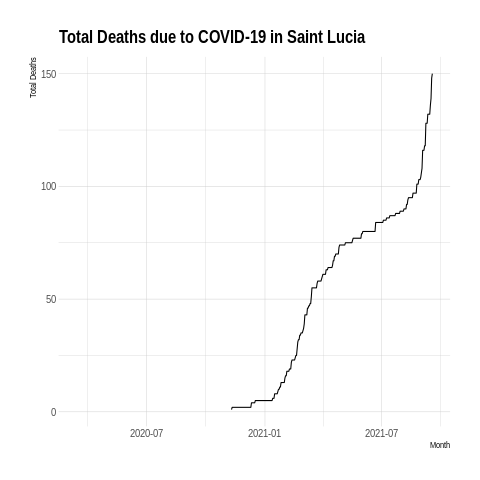 Total Deaths due to COVID-19 in Saint Lucia
Total Deaths
150
100
50
0
2020-07 2021-01 2021-07
Month